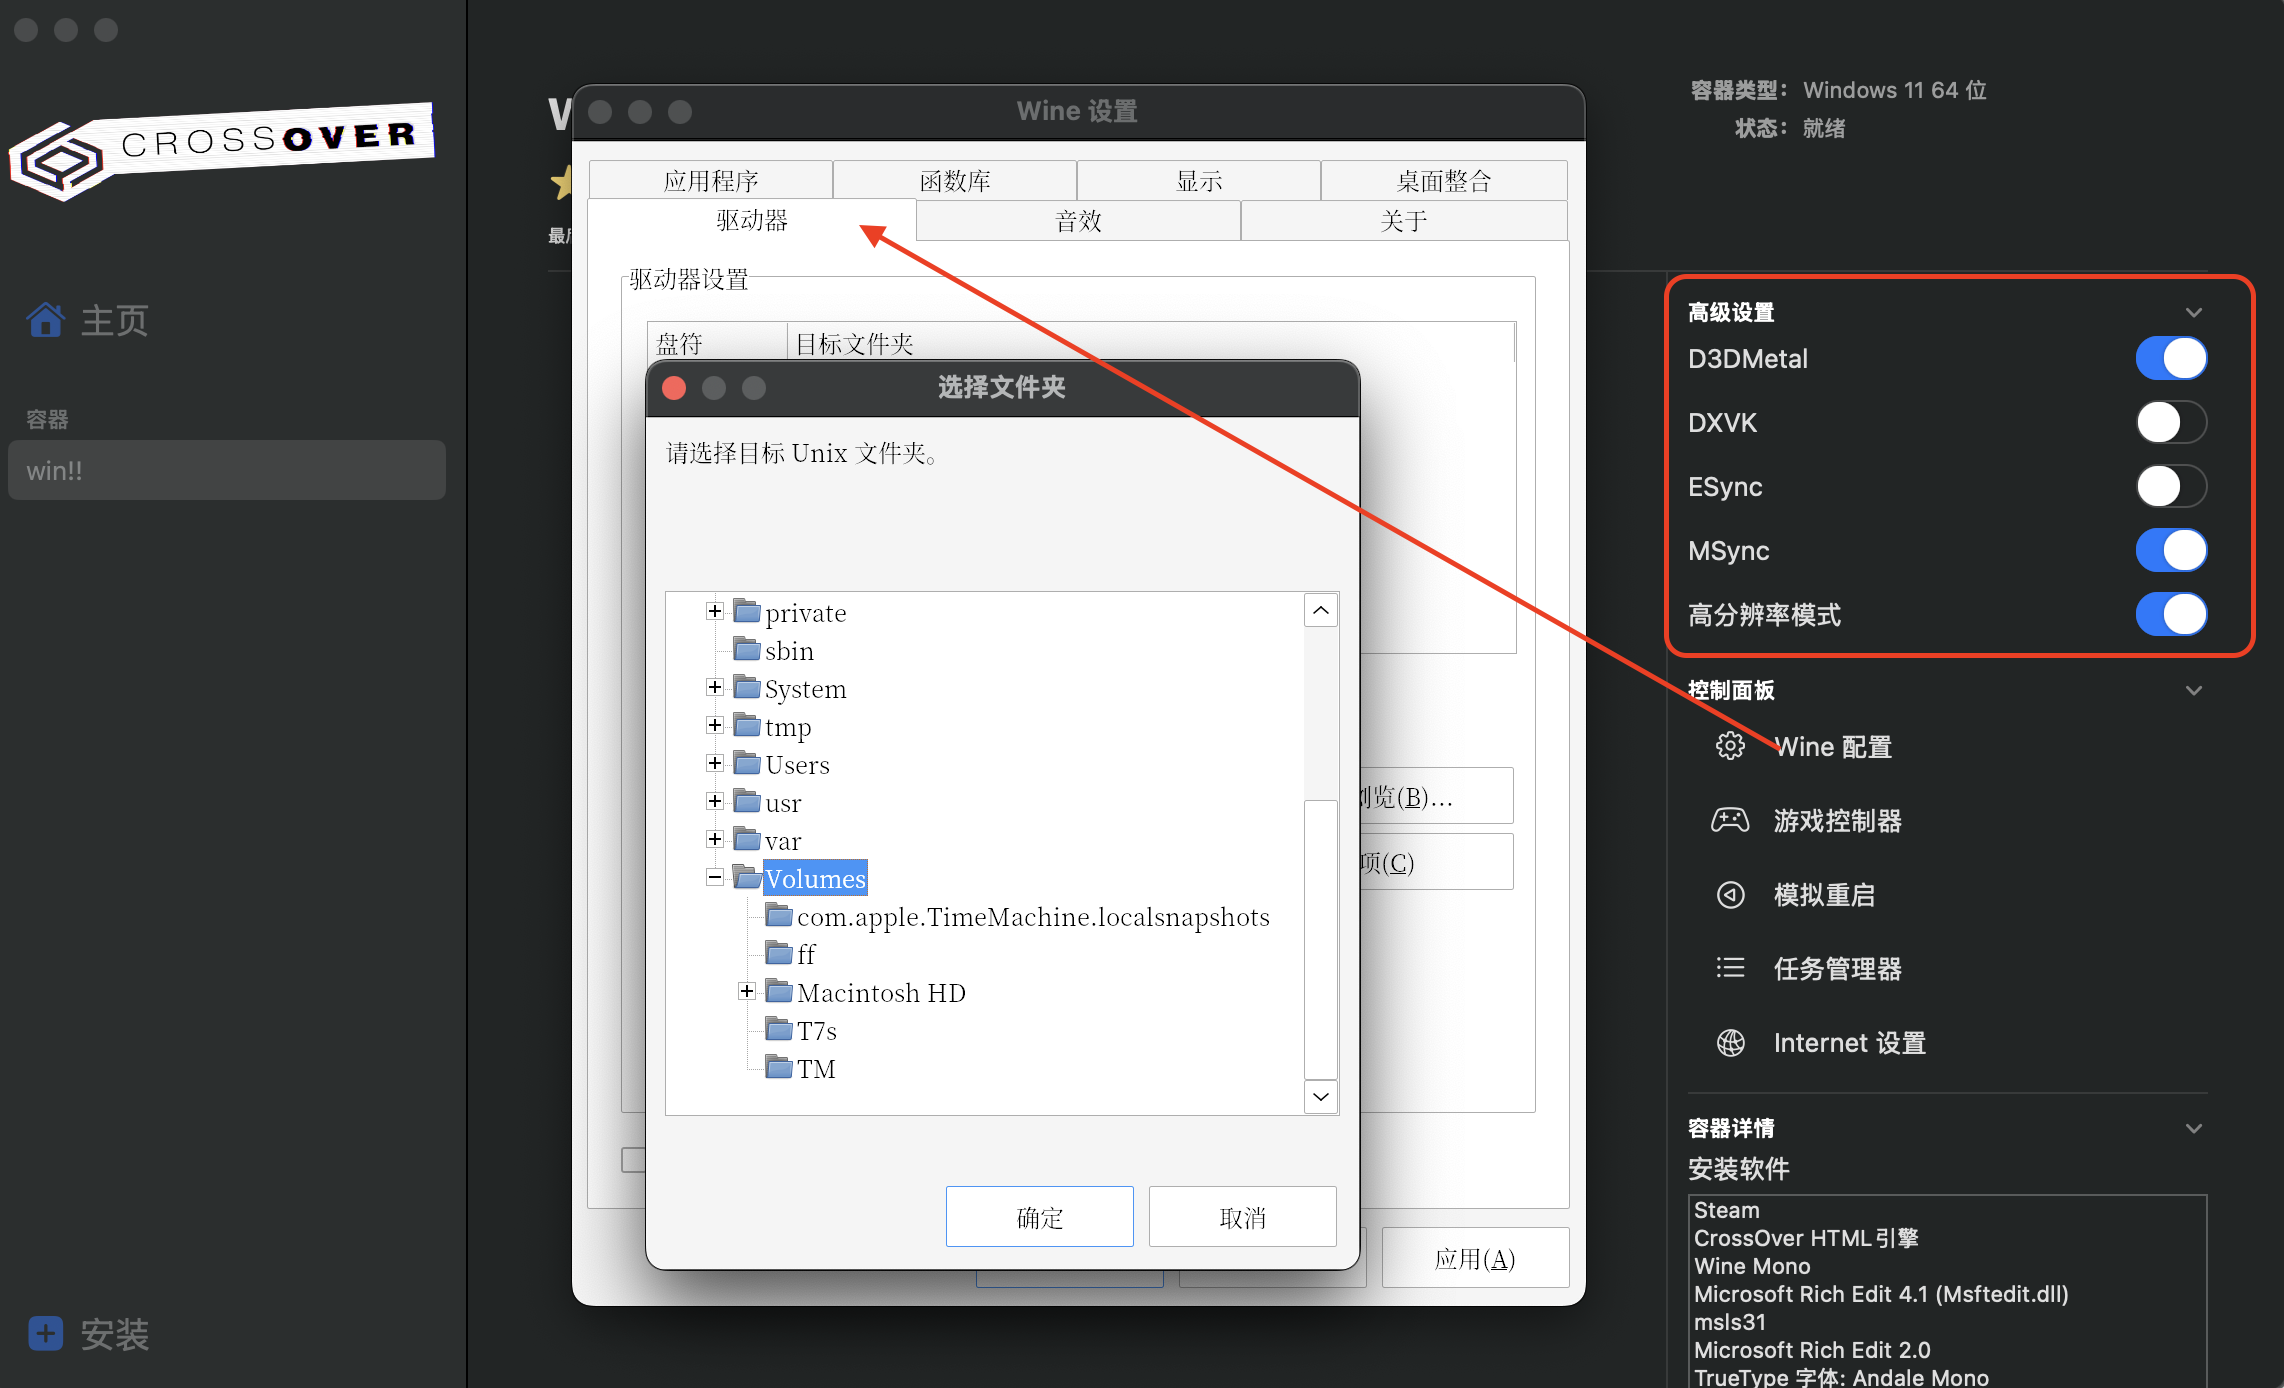 CROSSOVER
主页
容器
win!!
安装
Wine 设置
应用程序
函数库
显示
桌面整合
驱动器
音效
关于
驱动器设置
盘符
目标文件夹
选择文件夹
请选择目标 Unix 文件夹。
private
sbin
System
tmp
Users
usr
var
Volumes
com.apple.TimeMachine.localsnapshots
ff
Macintosh HD
T7s
TM
确定
取消
览(B)...
项(C)
应用(A)
容器类型： Windows 11 64 位
状态： 就绪
高级设置
D3DMetal
DXVK
ESync
MSync
高分辨率模式
控制面板
Wine 配置
游戏控制器
模拟重启
任务管理器
Internet 设置
容器详情
安装软件
Steam
CrossOver HTML引擎
Wine Mono
Microsoft Rich Edit 4.1 (Msftedit.dll)
msls31
Microsoft Rich Edit 2.0
TrueType 字体: Andale Mono